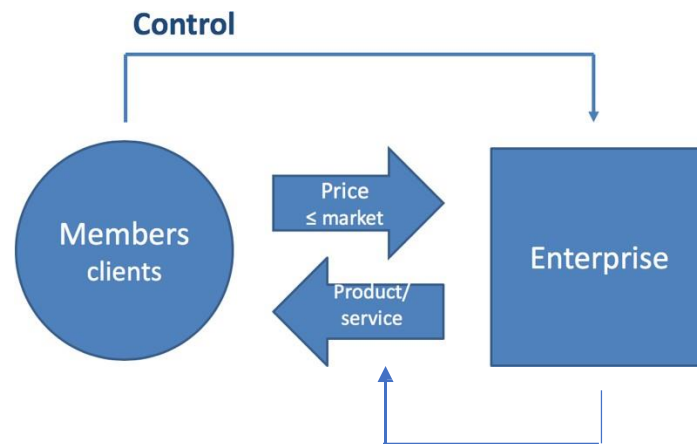 Control
Price
≤ market
Members
clients
Enterprise
Product/
service